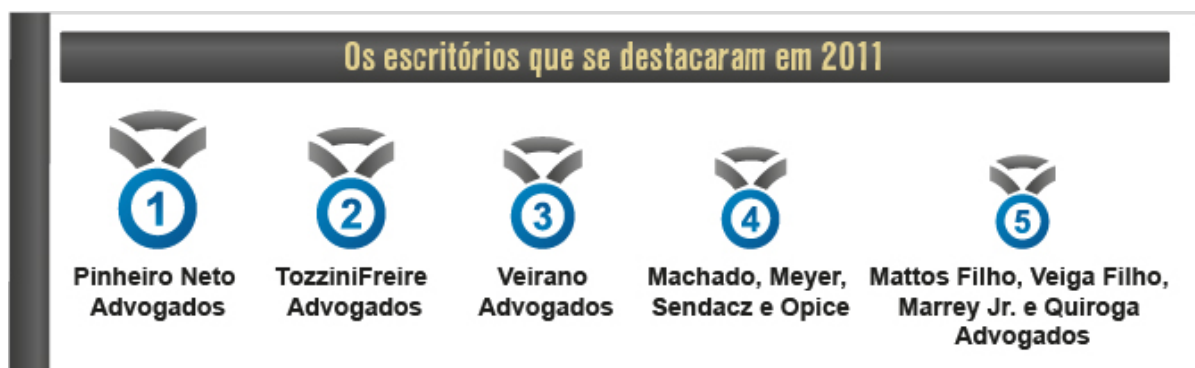 Os escritórios que se destacaram em 2011
1
2
3
4
5
Pinheiro Neto
Advogados
TozziniFreire
Advogados
Veirano
Advogados
Machado, Meyer,
Sendacz e Opice
Mattos Filho, Veiga Filho,
Marrey Jr. e Quiroga
Advogados